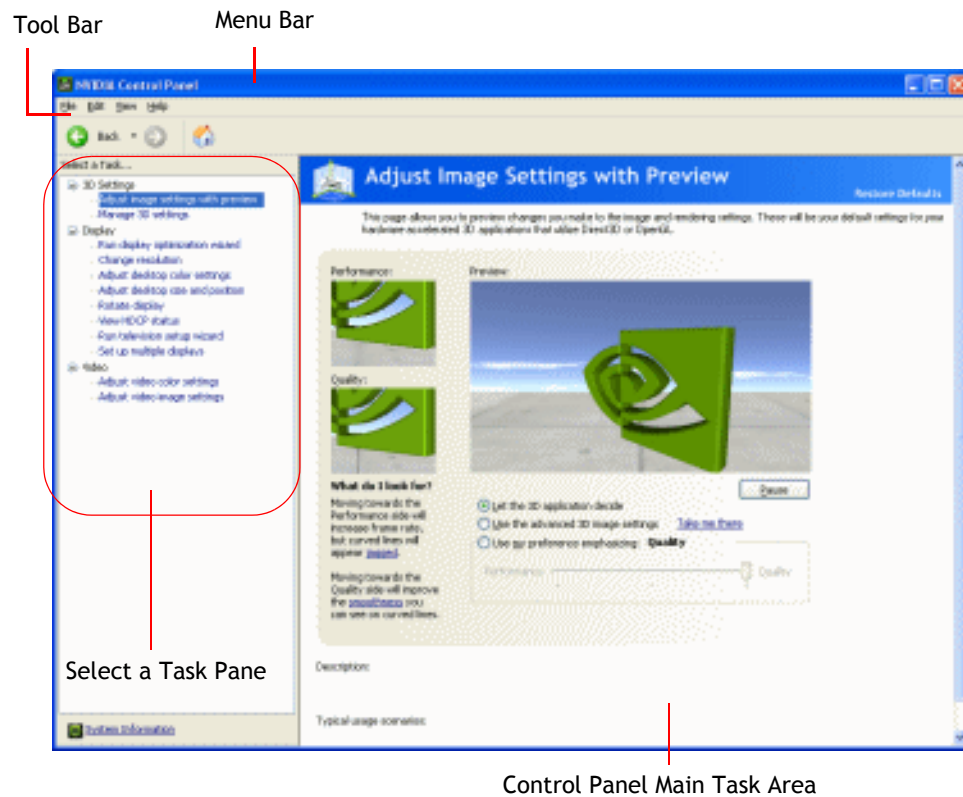 Tool Bar
Menu Bar
NVIDIA Control Panel
File Edit View Help
Back
Select a Task...
3D Settings
Adjust image settings with preview
Manage 3D settings
Display
Run display optimization wizard
Change resolution
Adjust desktop color settings
Adjust desktop size and position
Rotate display
View HDCP status
Run television setup wizard
Set up multiple displays
Video
Adjust video color settings
Adjust video image settings
System Information
Select a Task Pane
Adjust Image Settings with Preview
Restore Defaults
This page allows you to preview changes you make to the image and rendering settings. These will be your default settings for your
hardware accelerated 3D applications that utilize Direct3D or OpenGL.
Performance:
Quality:
What do I look for?
Moving towards the
Performance side will
increase frame rate,
but curved lines will
appear jagged.
Moving towards the
Quality side will improve
the smoothness you
can see on curved lines.
Preview:
Pause
Let the 3D application decide
Use the advanced 3D image settings Take me there
Use my preference emphasizing: Quality
Performance Quality
Description:
Typical usage scenarios:
Control Panel Main Task Area